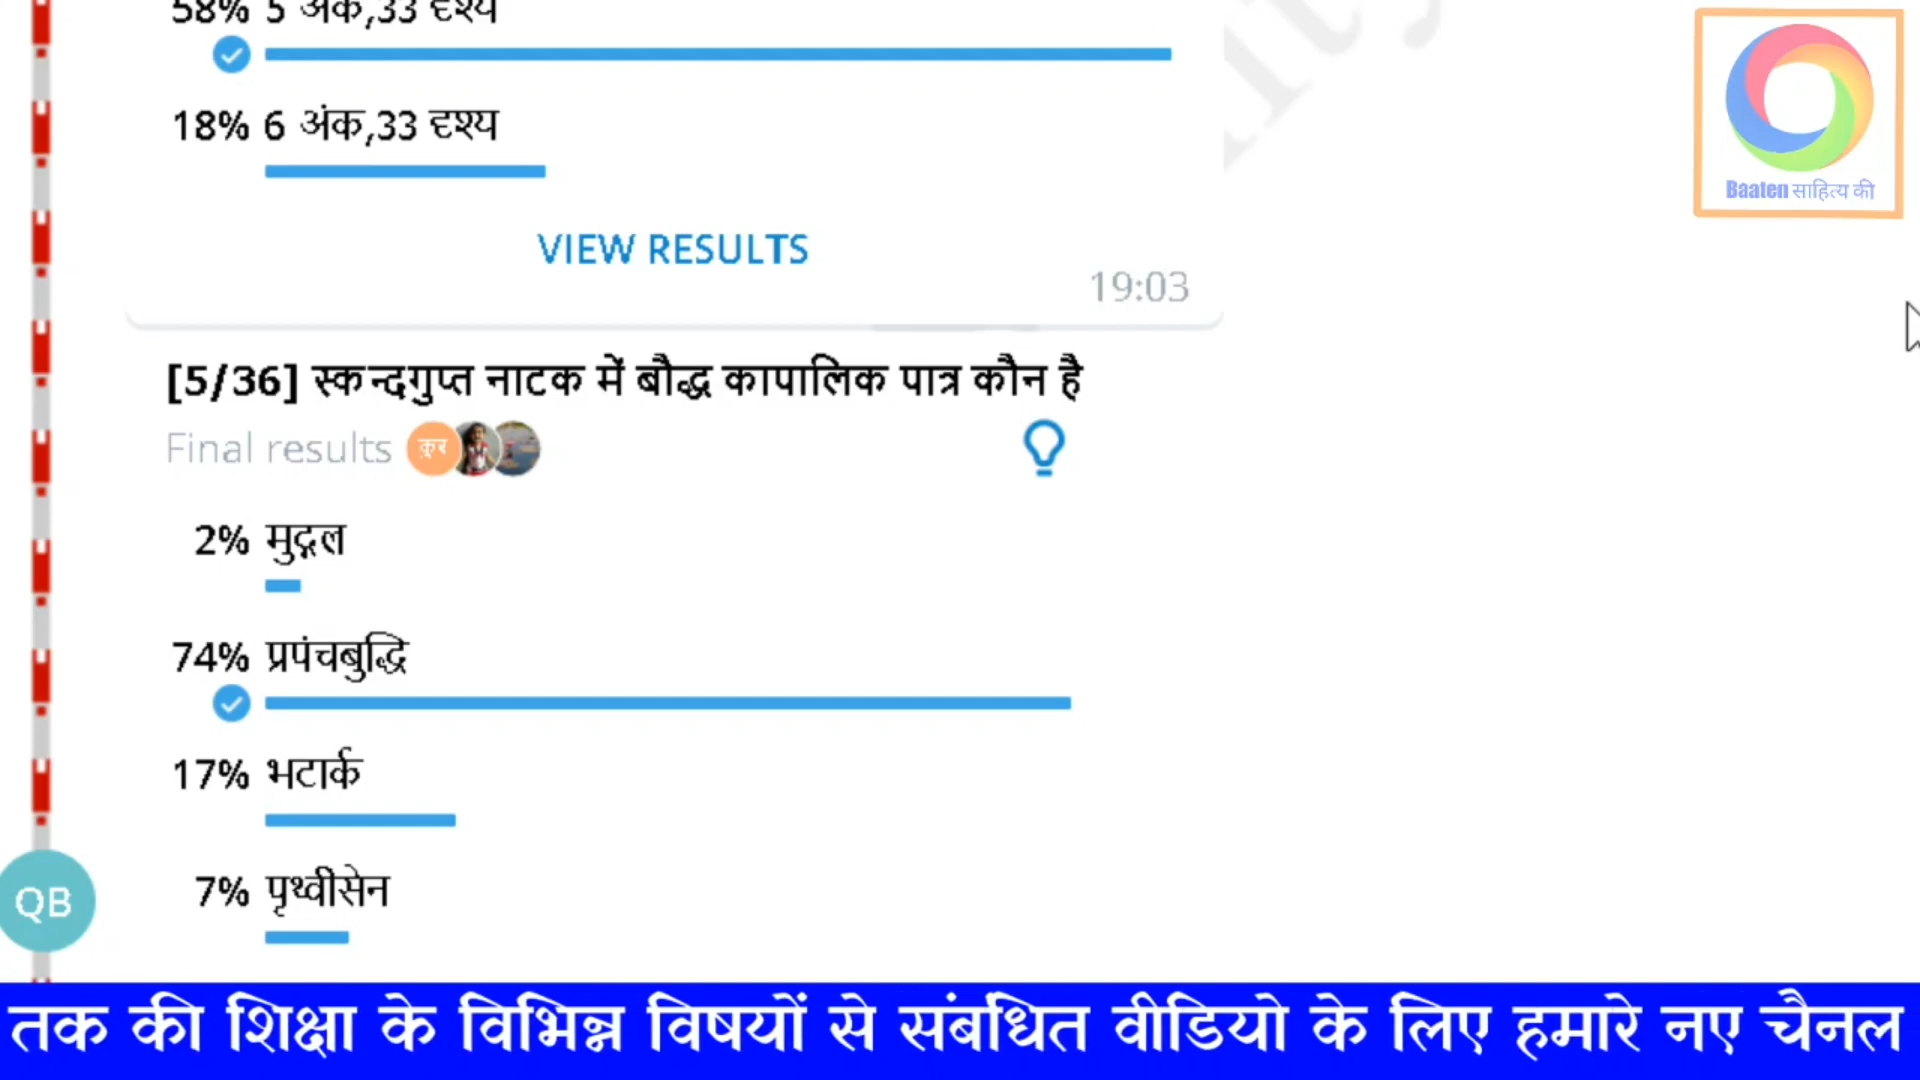 58% 5 अंक,33 दृश्य
18% 6 अंक,33 दृश्य
VIEW RESULTS
19:03
Baaten साहित्य की
[5/36] स्कन्दगुप्त नाटक में बौद्ध कापालिक पात्र कौन है
Final results
कुर
2% मुद्गल
74% प्रपंचबुद्धि
17% भटार्क
7% पृथ्वीसेन
QB
तक की शिक्षा के विभिन्न विषयों से संबंधित वीडियो के लिए हमारे नए चैनल